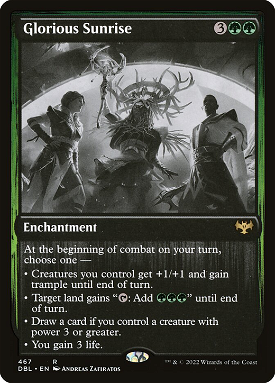 Glorious Sunrise 3
Enchantment
At the beginning of combat on your turn,
choose one —
• Creatures you control get +1/+1 and gain
trample until end of turn.
• Target land gains “: Add ” until end
of turn.
• Draw a card if you control a creature
with power 3 or greater.
• You gain 3 life.
467 R
DBL • EN ANDREAS ZAFIRATOS
™ & © 2022 Wizards of the Coast